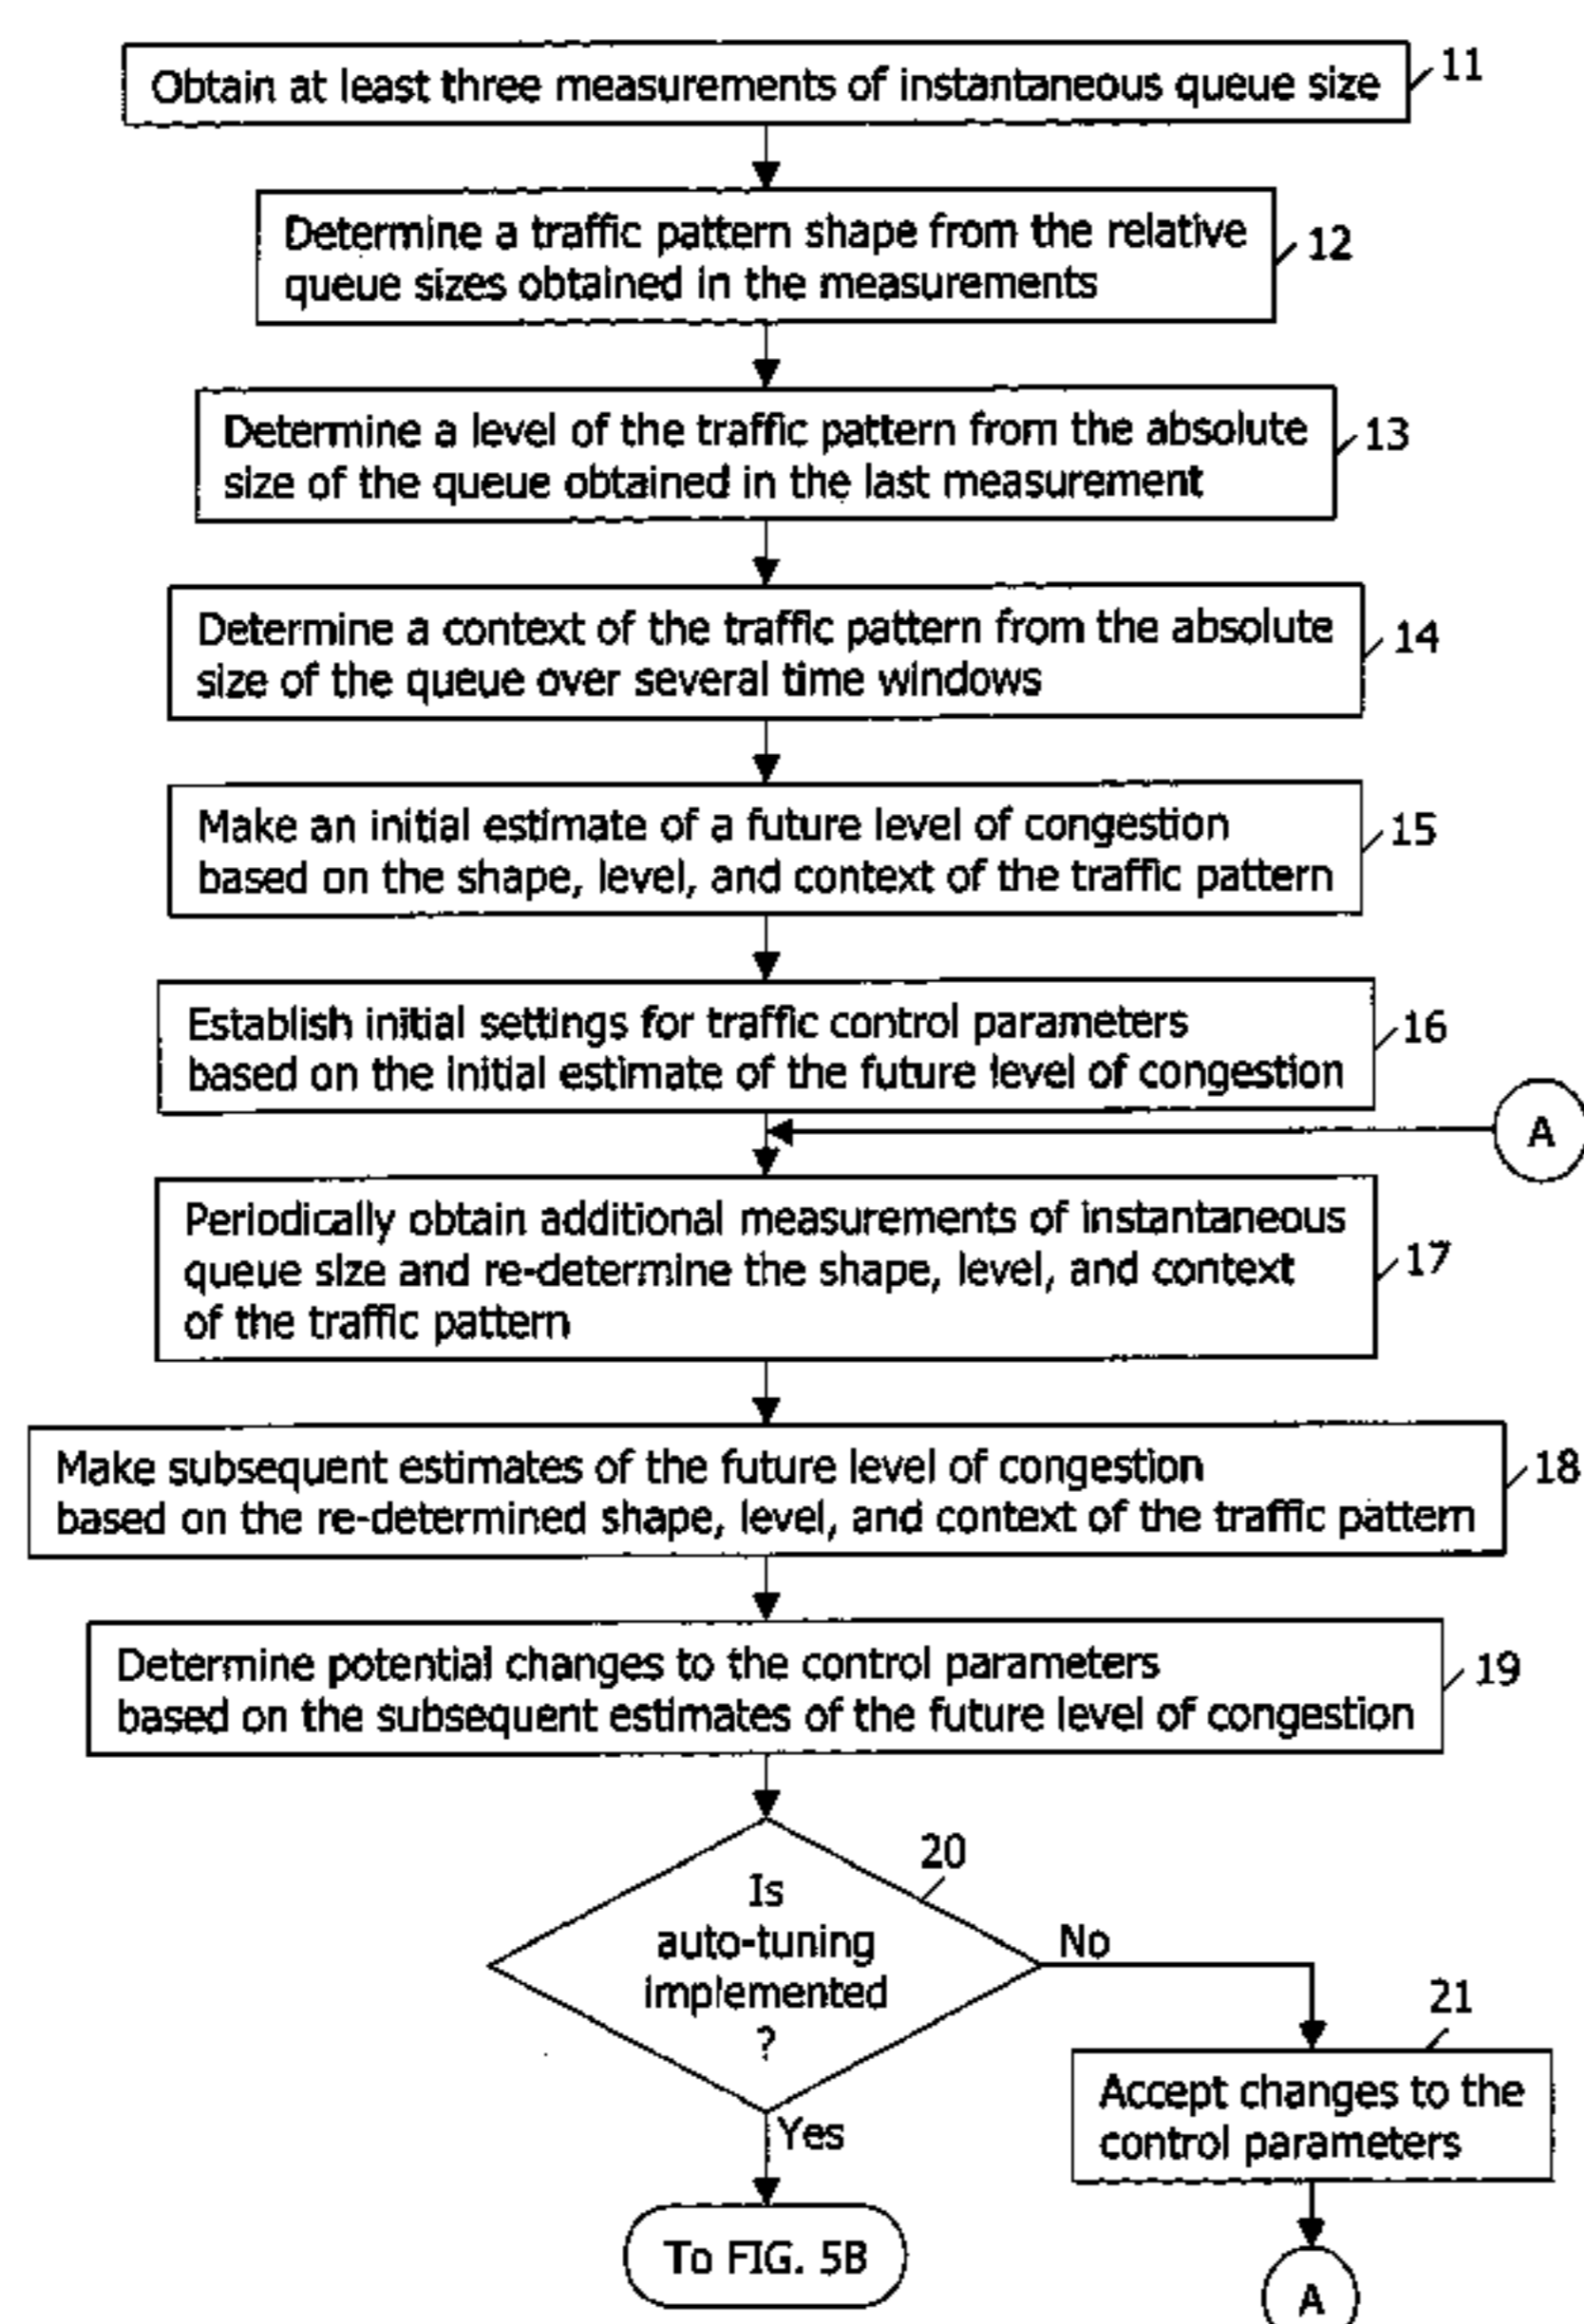 Obtain at least three measurements of instantaneous queue size
11
Determine a traffic pattern shape from the relative
queue sizes obtained in the measurements
12
Determine a level of the traffic pattern from the absolute
size of the queue obtained in the last measurement
13
Determine a context of the traffic pattern from the absolute
size of the queue over several time windows
14
Make an initial estimate of a future level of congestion
based on the shape, level, and context of the traffic pattern
15
Establish initial settings for traffic control parameters
based on the initial estimate of the future level of congestion
16
A
Periodically obtain additional measurements of instantaneous
queue size and re-determine the shape, level, and context
of the traffic pattern
17
Make subsequent estimates of the future level of congestion
based on the re-determined shape, level, and context of the traffic pattern
18
Determine potential changes to the control parameters
based on the subsequent estimates of the future level of congestion
19
20
Is
auto-tuning
implemented
?
No
21
Accept changes to the
control parameters
Yes
To FIG. 5B
A